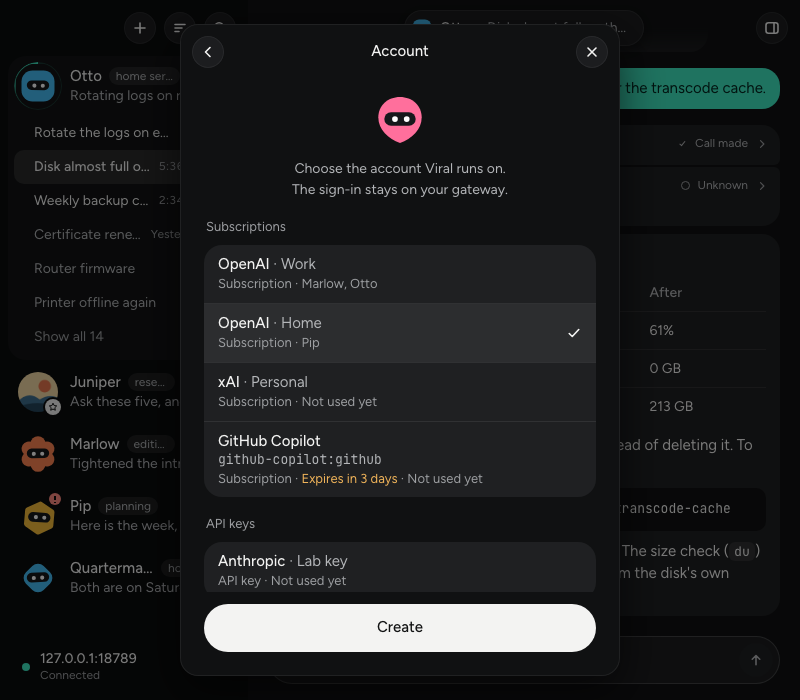 Account
Choose the account Viral runs on.
The sign-in stays on your gateway.
Subscriptions
OpenAI · Work
Subscription · Marlow, Otto
OpenAI · Home
Subscription · Pip
xAI · Personal
Subscription · Not used yet
GitHub Copilot
github-copilot:github
Subscription · Expires in 3 days · Not used yet
API keys
Anthropic · Lab key
API key · Not used yet
Create
Otto home ser...
Rotating logs on
Rotate the logs on e...
Disk almost full o... 5:36
Weekly backup c... 2:34
Certificate rene... Yeste
Router firmware
Printer offline again
Show all 14
Juniper rese...
Ask these five, an
Marlow editi...
Tightened the int
Pip planning
Here is the week,
Quarterma... ho
Both are on Satur
127.0.0.1:18789
Connected
the transcode cache.
Call made
Unknown
After
61%
0 GB
213 GB
ead of deleting it. To
transcode-cache
The size check ( du )
m the disk's own